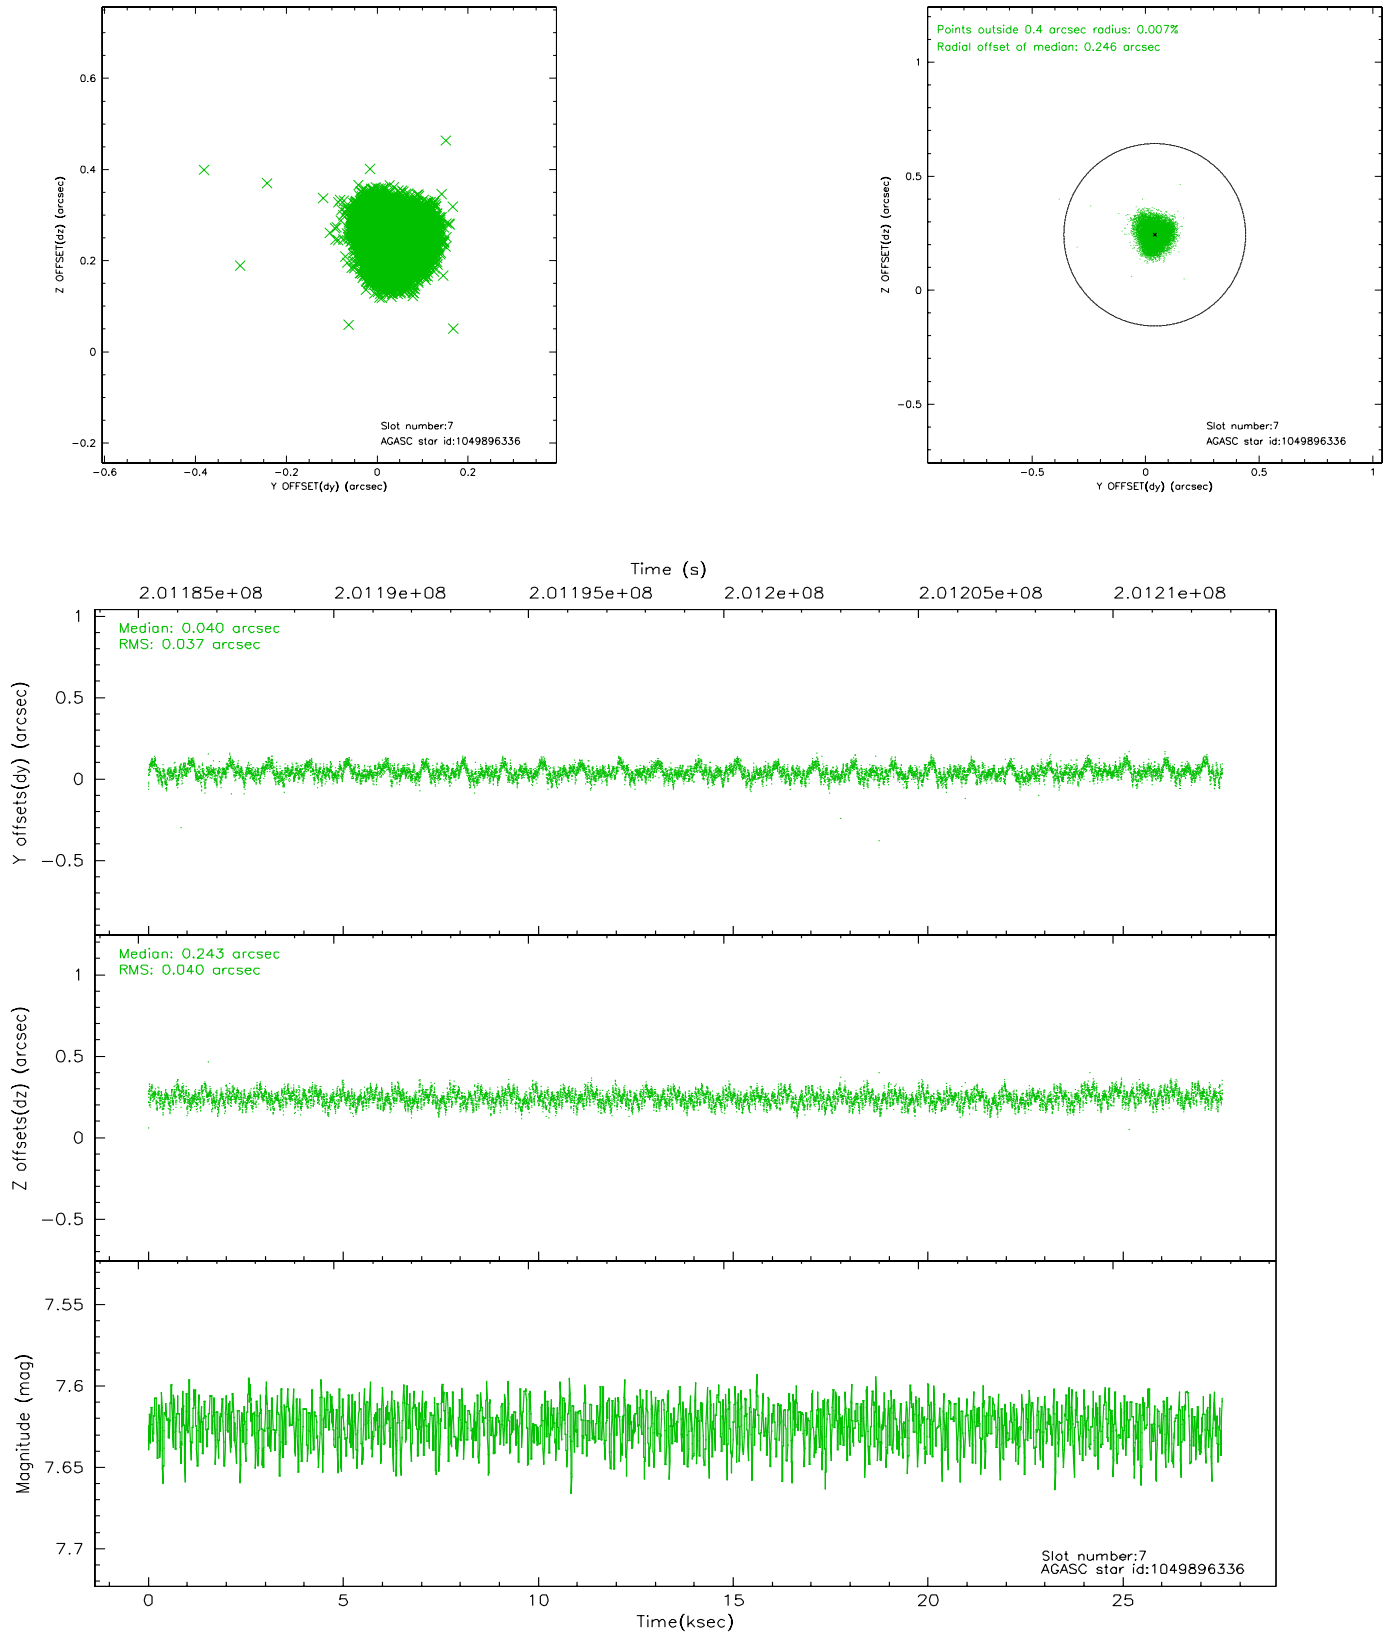 0.6
0.4
0.2
0
−0.2
Z OFFSET(dz) (arcsec)
Slot number:7
AGASC star id:1049896336
−0.6 −0.4 −0.2 0 0.2
Y OFFSET(dy) (arcsec)
Points outside 0.4 arcsec radius: 0.007%
Radial offset of median: 0.246 arcsec
1
0.5
0
−0.5
Z OFFSET(dz) (arcsec)
Slot number:7
AGASC star id:1049896336
−0.5 0 0.5 1
Y OFFSET(dy) (arcsec)
Time (s)
2.01185e+08 2.0119e+08 2.01195e+08 2.012e+08 2.01205e+08 2.0121e+08
Median: 0.040 arcsec
RMS: 0.037 arcsec
1
0.5
0
−0.5
Y offsets(dy) (arcsec)
Median: 0.243 arcsec
RMS: 0.040 arcsec
1
0.5
0
−0.5
Z offsets(dz) (arcsec)
7.55
7.6
7.65
7.7
Magnitude (mag)
Slot number:7
AGASC star id:1049896336
0 5 10 15 20 25
Time(ksec)